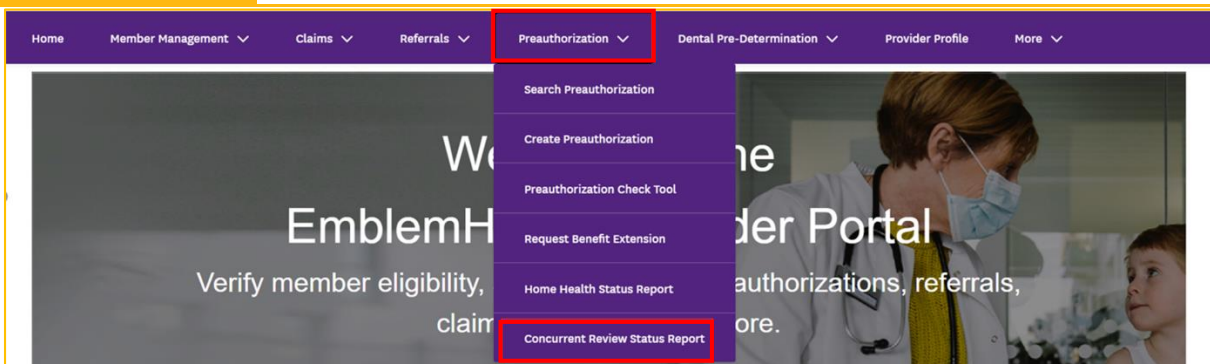 Home Member Management Claims Referrals Preauthorization Dental Pre-Determination Provider Profile More
Search Preauthorization
Create Preauthorization
Preauthorization Check Tool
Request Benefit Extension
Home Health Status Report
Concurrent Review Status Report
We ne
EmblemH der Portal
Verify member eligibility, authorizations, referrals,
claim ore.